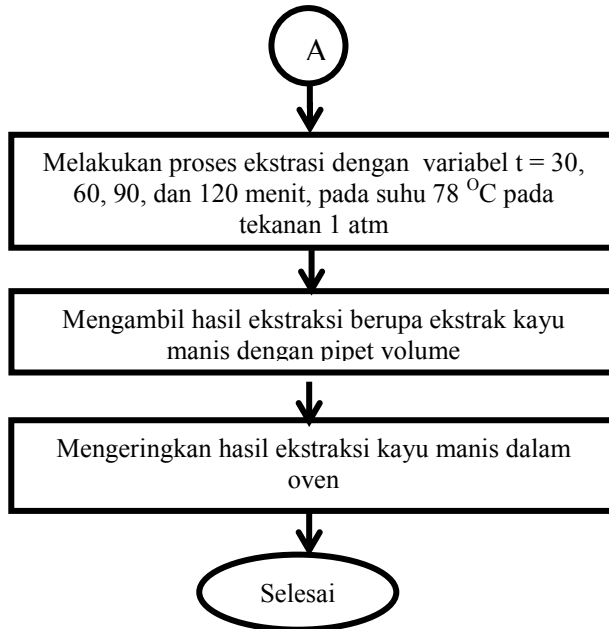 A
Melakukan proses ekstrasi dengan variabel t = 30,
60, 90, dan 120 menit, pada suhu 78 ᴼC pada
tekanan 1 atm
Mengambil hasil ekstraksi berupa ekstrak kayu
manis dengan pipet volume
Mengeringkan hasil ekstraksi kayu manis dalam
oven
Selesai